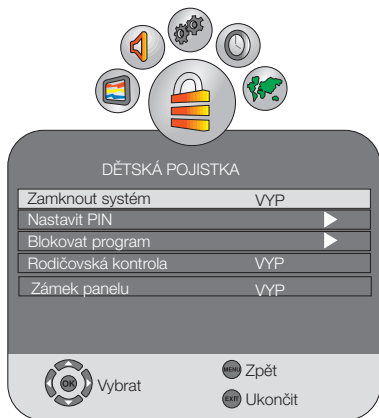 DĚTSKÁ POJISTKA
Zamknout systém VYP
Nastavit PIN
Blokovat program
Rodičovská kontrola VYP
Zámek panelu VYP
OK Vybrat
MENU Zpět
EXIT Ukončit